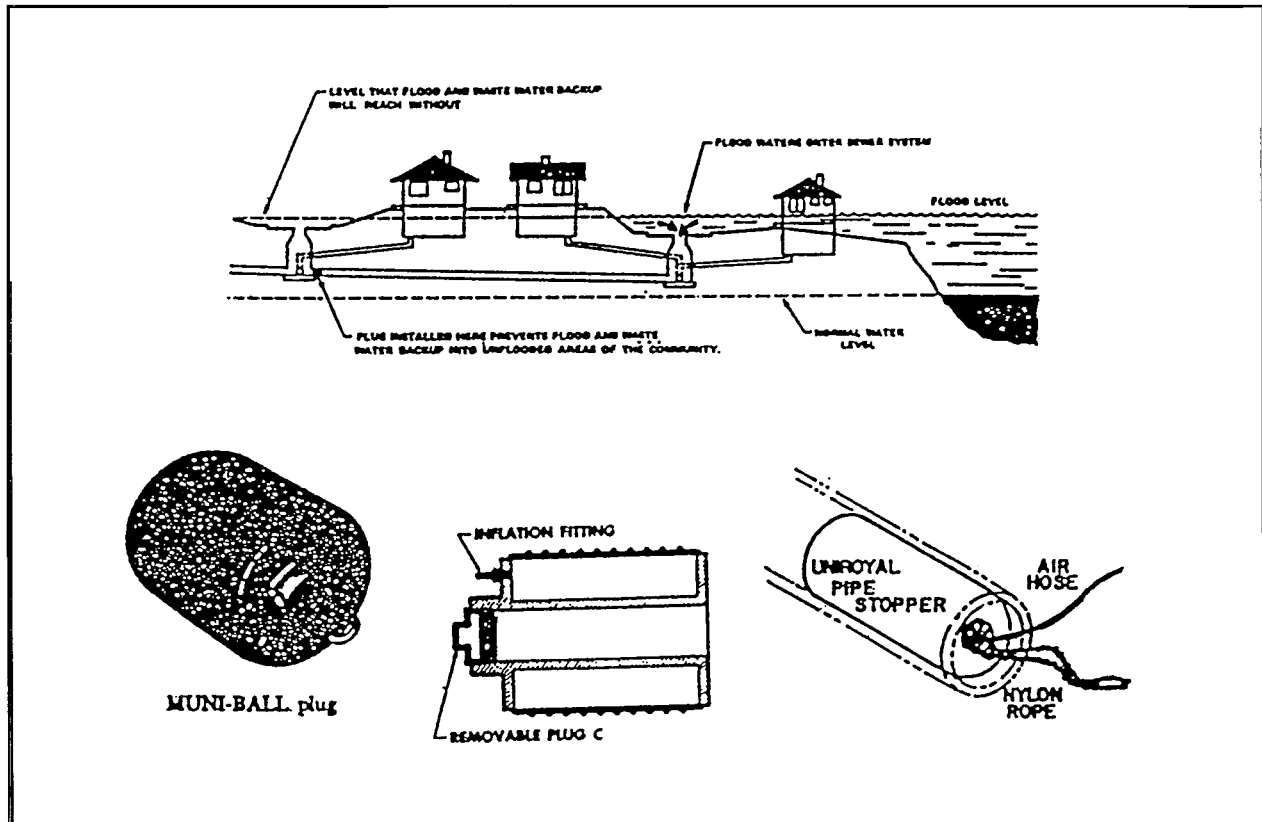 LEVEL THAT FLOOD AND WASTE WATER BACKUP
WILL REACH WITHOUT
FLOOD WATERS ENTER SEWER SYSTEM
FLOOD LEVEL
PLUG INSTALLED HERE PREVENTS FLOOD AND WASTE
WATER BACKUP INTO UNFLOODED AREAS OF THE COMMUNITY.
NORMAL WATER
LEVEL
MUNI-BALL plug
INFLATION FITTING
REMOVABLE PLUG C
UNIROYAL
PIPE
STOPPER
AIR
HOSE
NYLON
ROPE